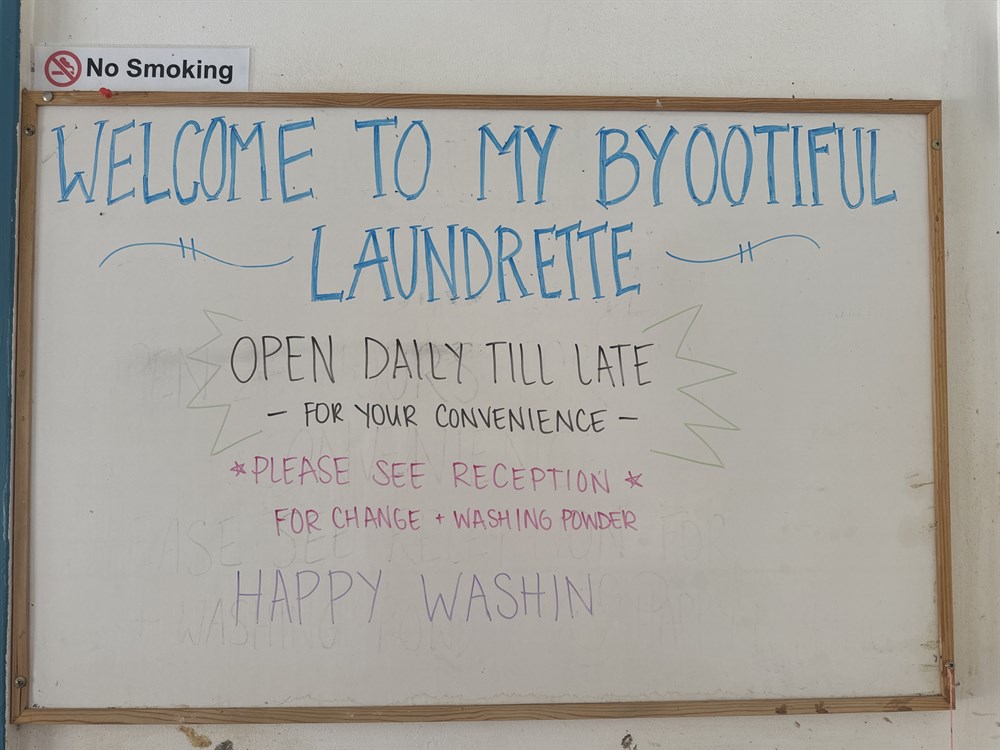 No Smoking
WELCOME TO MY BYOOTIFUL
LAUNDRETTE
OPEN DAILY TILL LATE
- FOR YOUR CONVENIENCE -
*PLEASE SEE RECEPTION *
FOR CHANGE + WASHING POWDER
HAPPY WASHIN